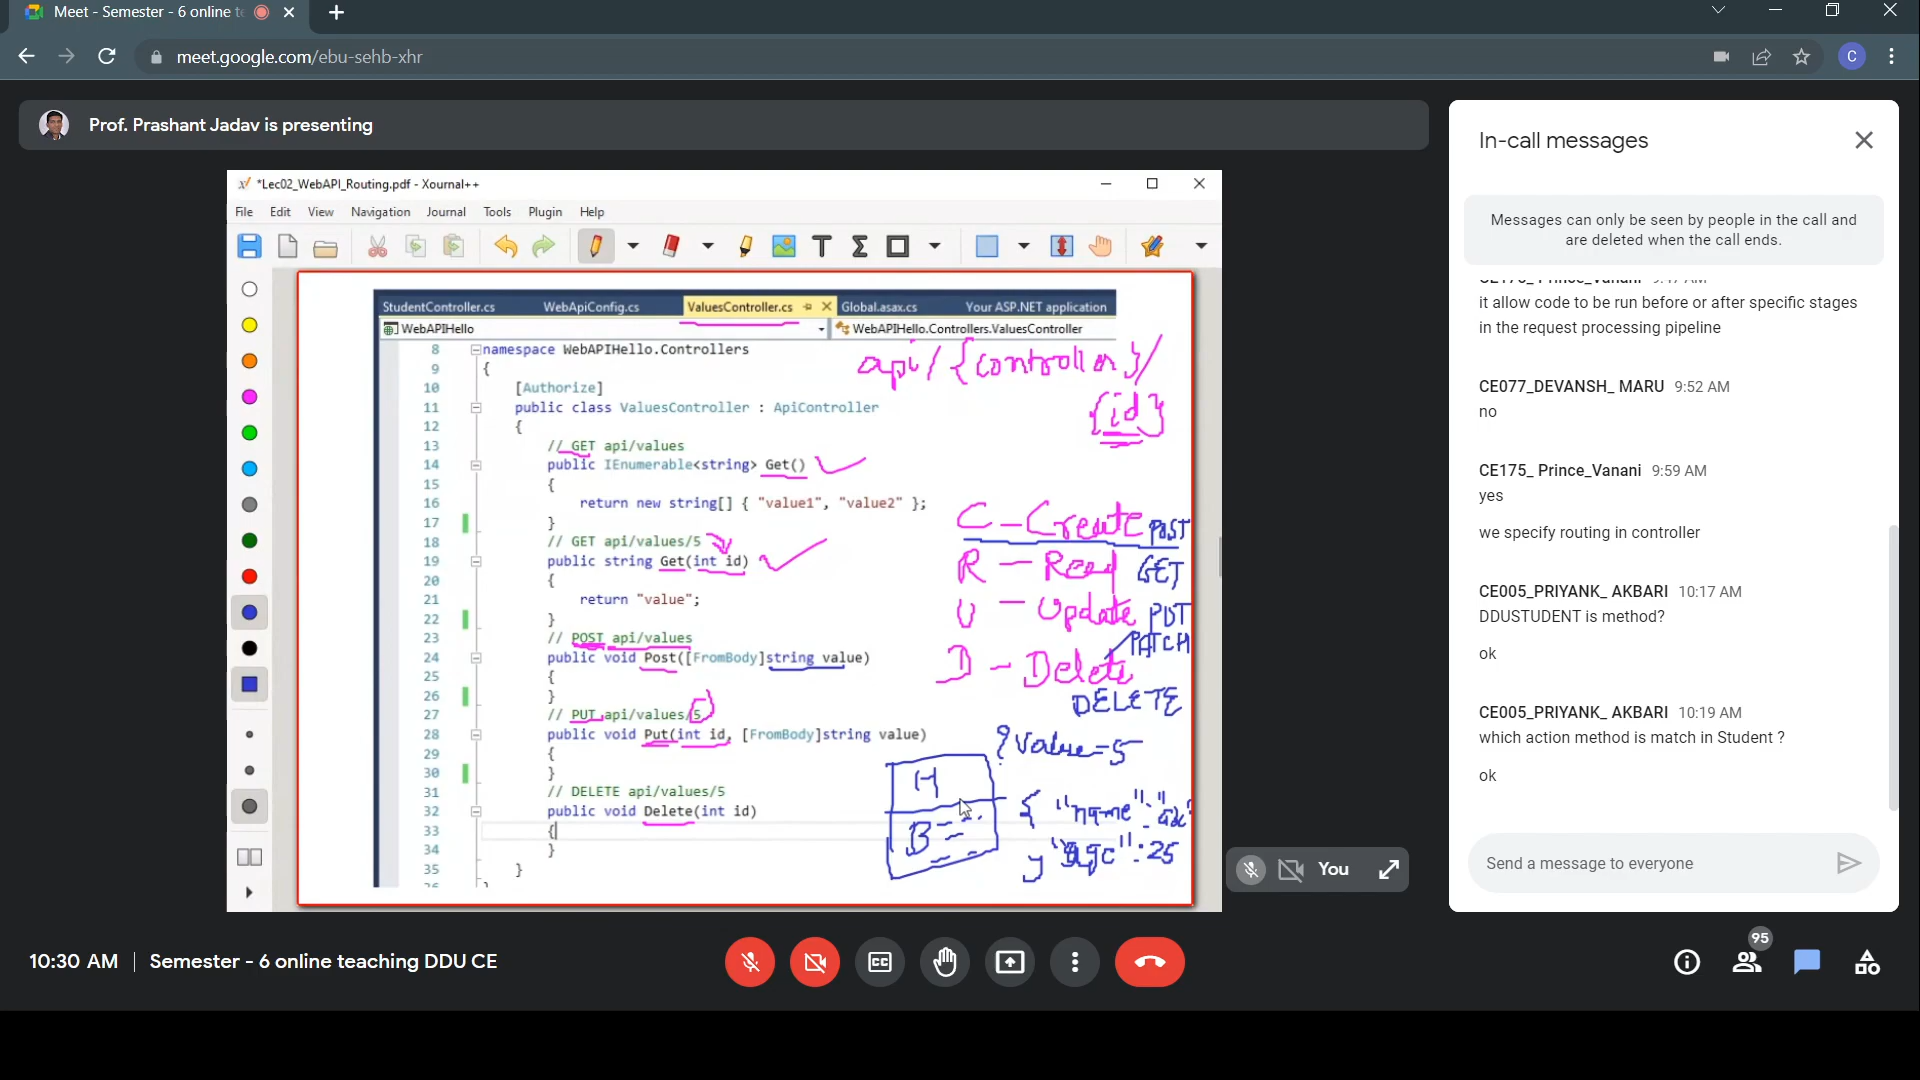 Meet - Semester - 6 online te
meet.google.com/ebu-sehb-xhr
C
Prof. Prashant Jadav is presenting
*Lec02_WebAPI_Routing.pdf - Xournal++
File Edit View Navigation Journal Tools Plugin Help
StudentController.cs WebApiConfig.cs ValuesController.cs Global.asax.cs Your ASP.NET application
WebAPIHello WebAPIHello.Controllers.ValuesController
8 namespace WebAPIHello.Controllers
9 {
10 [Authorize]
11 public class ValuesController : ApiController
12 {
13 // GET api/values
14 public IEnumerable<string> Get()
15 {
16 return new string[] { "value1", "value2" };
17 }
18 // GET api/values/5
19 public string Get(int id)
20 {
21 return "value";
22 }
23 // POST api/values
24 public void Post([FromBody]string value)
25 {
26 }
27 // PUT api/values/5
28 public void Put(int id, [FromBody]string value)
29 {
30 }
31 // DELETE api/values/5
32 public void Delete(int id)
33 {
34 }
35 }
api/{controller}/
{id}
C - Create POST
R - Read GET
U - Update PUT
PATCH
D - Delete
DELETE
?value=5
H
B
{ "name":
"age":25
You
In-call messages
Messages can only be seen by people in the call and
are deleted when the call ends.
it allow code to be run before or after specific stages
in the request processing pipeline
CE077_DEVANSH_ MARU 9:52 AM
no
CE175_ Prince_Vanani 9:59 AM
yes
we specify routing in controller
CE005_PRIYANK_ AKBARI 10:17 AM
DDUSTUDENT is method?
ok
CE005_PRIYANK_ AKBARI 10:19 AM
which action method is match in Student ?
ok
Send a message to everyone
10:30 AM | Semester - 6 online teaching DDU CE
95